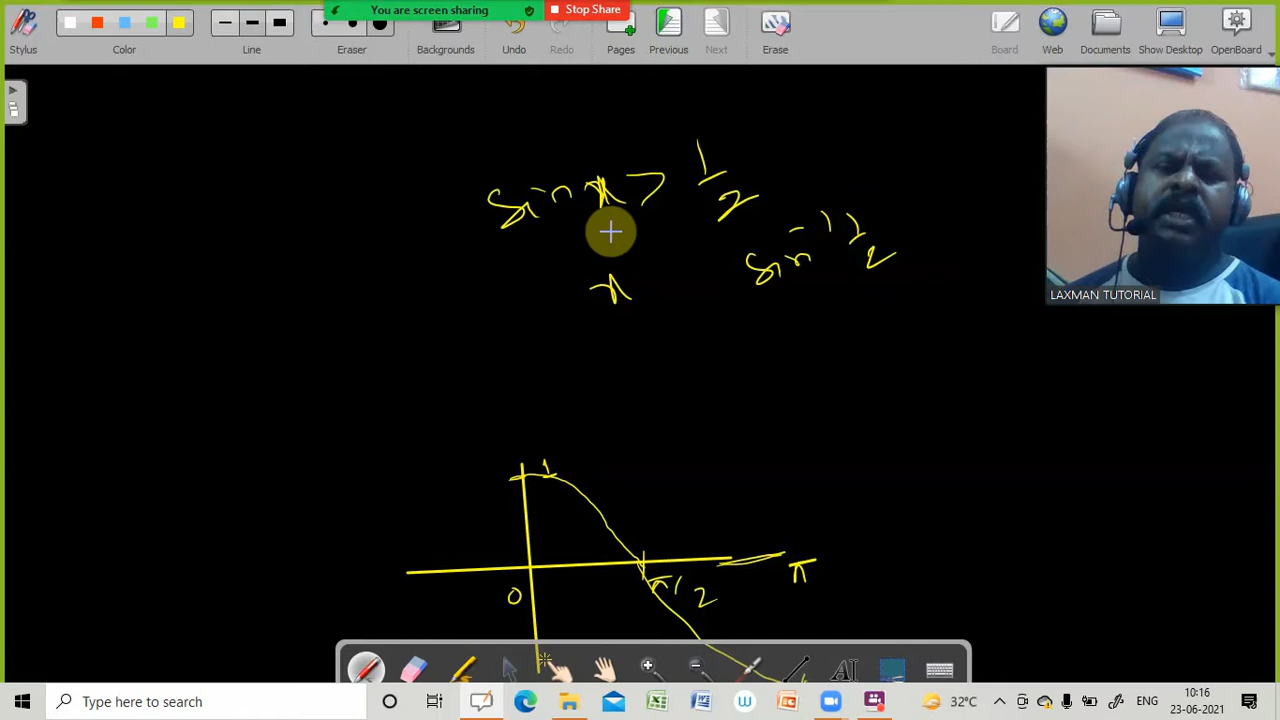 You are screen sharing Stop Share
Stylus Color Line Eraser Backgrounds Undo Redo Pages Previous Next Erase Board Web Documents Show Desktop OpenBoard
sin x > 1/2
sin⁻¹ 1/2
x
LAXMAN TUTORIAL
1
0 π/2 π
Type here to search
32°C ENG 10:16
23-06-2021